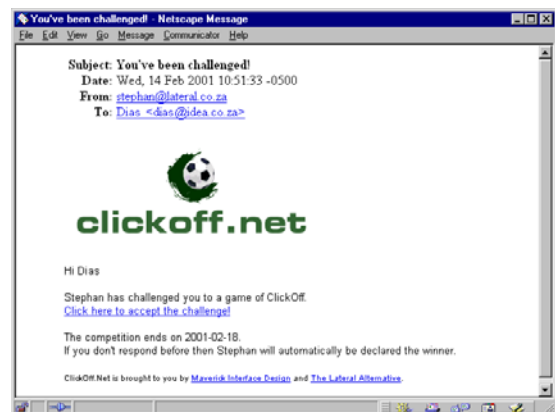 You've been challenged! - Netscape Message
File Edit View Go Message Communicator Help
Subject: You've been challenged!
Date: Wed, 14 Feb 2001 10:51:33 -0500
From: stephan@lateral.co.za
To: Dias <dias@idea.co.za>
clickoff.net
Hi Dias
Stephan has challenged you to a game of ClickOff.
Click here to accept the challenge!
The competition ends on 2001-02-18.
If you don't respond before then Stephan will automatically be declared the winner.
ClickOff.Net is brought to you by Maverick Interface Design and The Lateral Alternative.